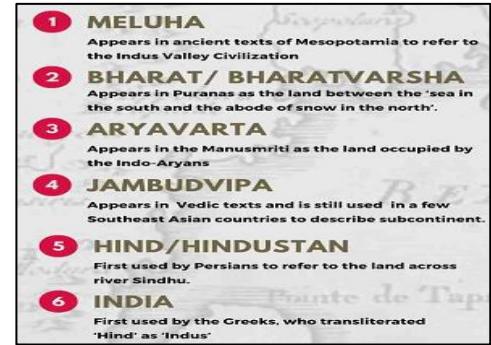 1 MELUHA
Appears in ancient texts of Mesopotamia to refer to
the Indus Valley Civilization
2 BHARAT/ BHARATVARSHA
Appears in Puranas as the land between the 'sea in
the south and the abode of snow in the north'.
3 ARYAVARTA
Appears in the Manusmriti as the land occupied by
the Indo-Aryans
4 JAMBUDVIPA
Appears in Vedic texts and is still used in a few
Southeast Asian countries to describe subcontinent.
5 HIND/HINDUSTAN
First used by Persians to refer to the land across
river Sindhu.
6 INDIA
First used by the Greeks, who transliterated
'Hind' as 'Indus'